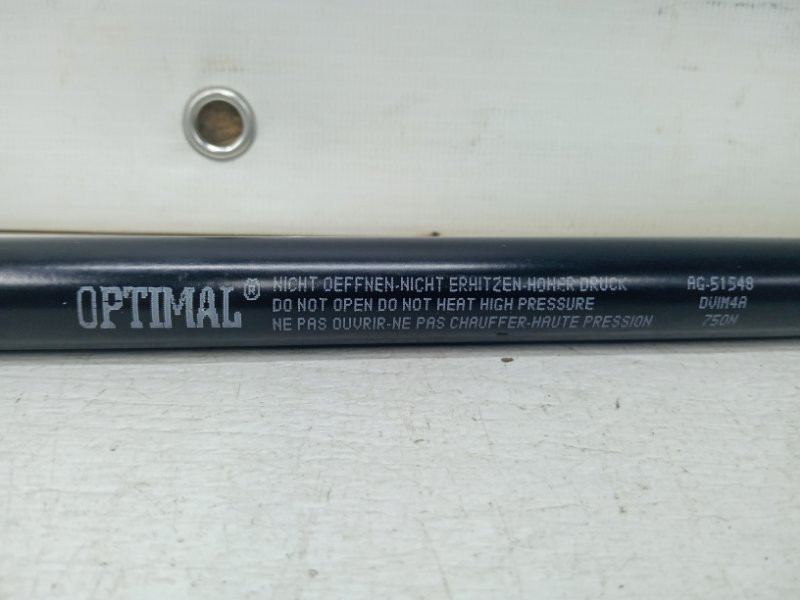 OPTIMAL®
NICHT OEFFNEN-NICHT ERHITZEN-HOHER DRUCK
DO NOT OPEN DO NOT HEAT HIGH PRESSURE
NE PAS OUVRIR-NE PAS CHAUFFER-HAUTE PRESSION
AG-51548
DVIM4A
750N